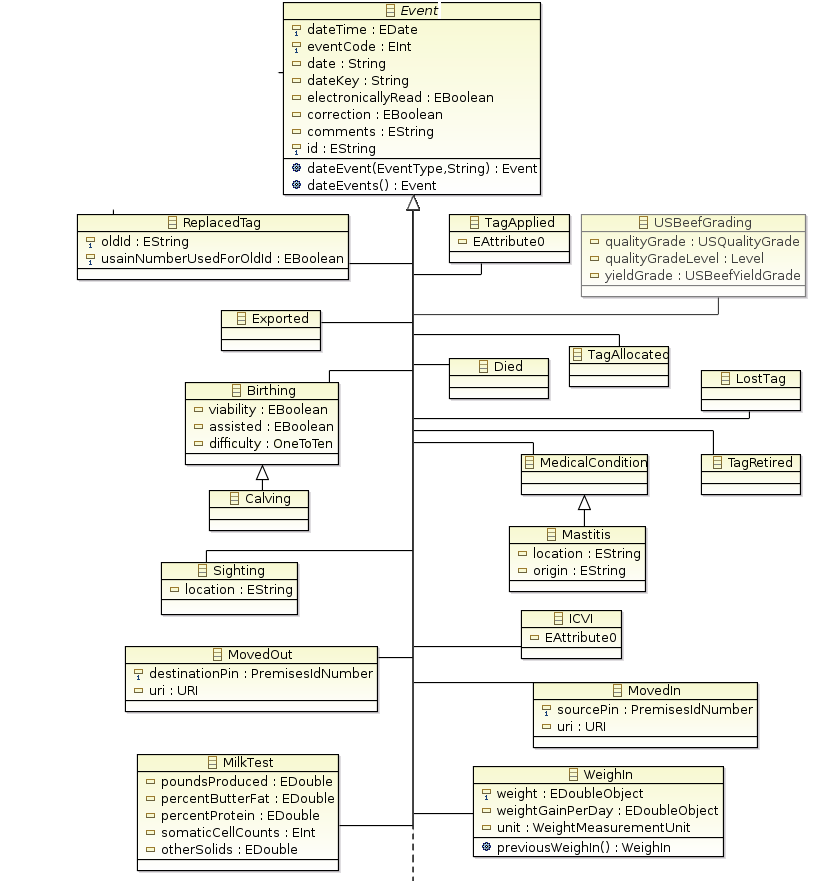 Event
dateTime : EDate
eventCode : EInt
date : String
dateKey : String
electronicallyRead : EBoolean
correction : EBoolean
comments : EString
id : EString
dateEvent(EventType,String) : Event
dateEvents() : Event
ReplacedTag
oldId : EString
usainNumberUsedForOldId : EBoolean
TagApplied
EAttribute0
USBeefGrading
qualityGrade : USQualityGrade
qualityGradeLevel : Level
yieldGrade : USBeefYieldGrade
Exported
TagAllocated
Died
LostTag
Birthing
viability : EBoolean
assisted : EBoolean
difficulty : OneToTen
MedicalCondition
TagRetired
Calving
Mastitis
location : EString
origin : EString
Sighting
location : EString
ICVI
EAttribute0
MovedOut
destinationPin : PremisesIdNumber
uri : URI
MovedIn
sourcePin : PremisesIdNumber
uri : URI
MilkTest
poundsProduced : EDouble
percentButterFat : EDouble
percentProtein : EDouble
somaticCellCounts : EInt
otherSolids : EDouble
WeighIn
weight : EDoubleObject
weightGainPerDay : EDoubleObject
unit : WeightMeasurementUnit
previousWeighIn() : WeighIn